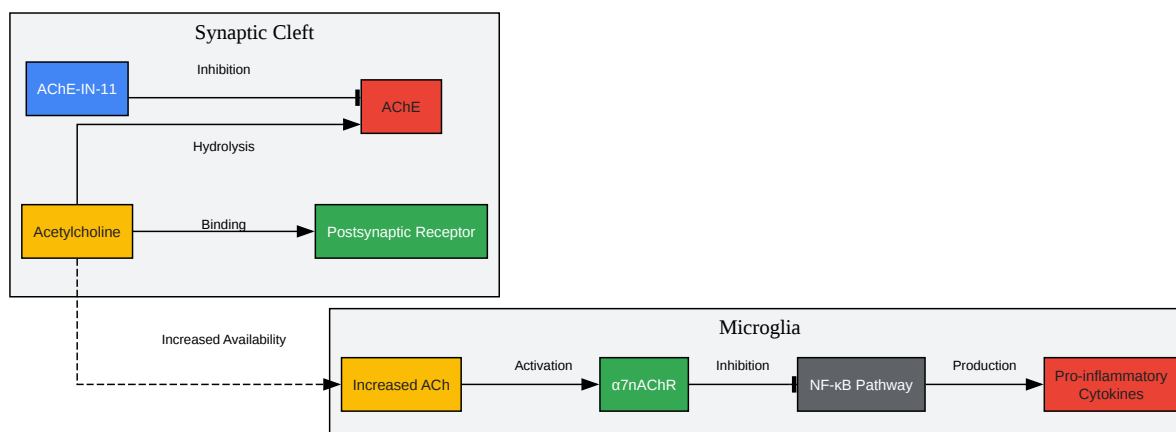 Synaptic Cleft
AChE-IN-11
Inhibition
AChE
Hydrolysis
Acetylcholine
Binding
Postsynaptic Receptor
Increased Availability
Microglia
Increased ACh
Activation
α7nAChR
Inhibition
NF-κB Pathway
Production
Pro-inflammatory
Cytokines